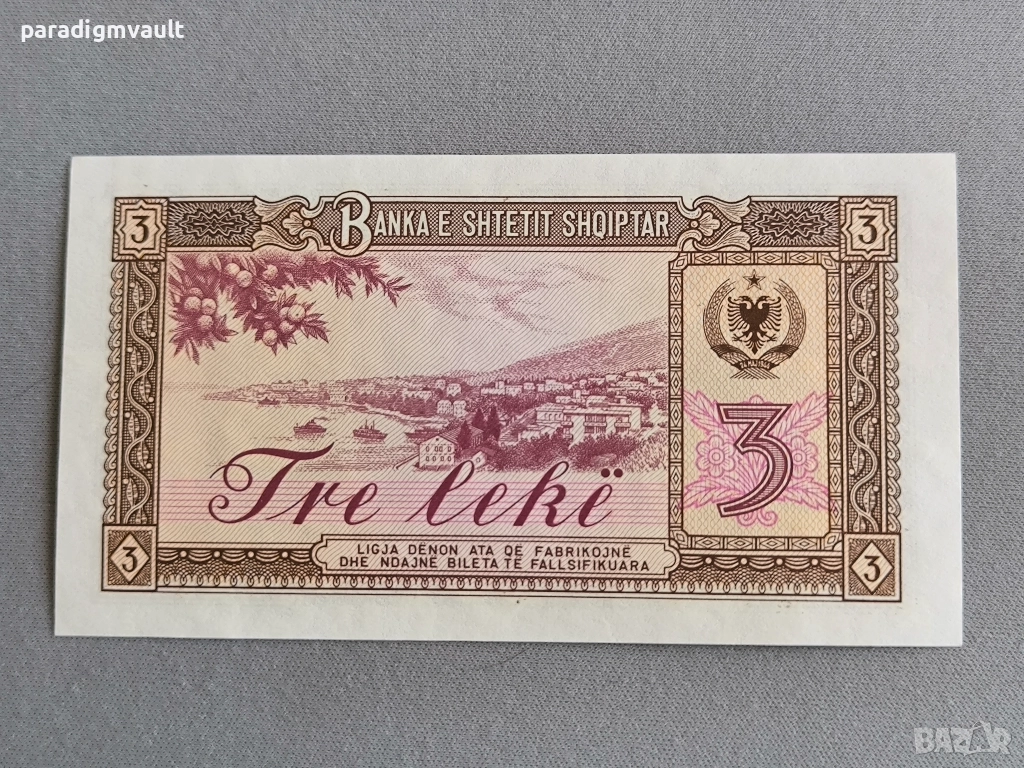 paradigmvault
3 BANKA E SHTETIT SHQIPTAR 3
3
Tre lekë
LIGJA DËNON ATA QË FABRIKOJNË
DHE NDAJNË BILETA TË FALLSIFIKUARA
3 3
BAZAR